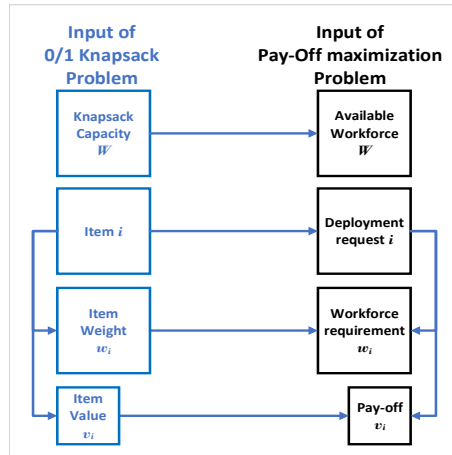 Input of
0/1 Knapsack
Problem
Input of
Pay-Off maximization
Problem
Knapsack
Capacity
W
Available
Workforce
W
Item i
Deployment
request i
Item
Weight
wᵢ
Workforce
requirement
wᵢ
Item
Value
vᵢ
Pay-off
vᵢ